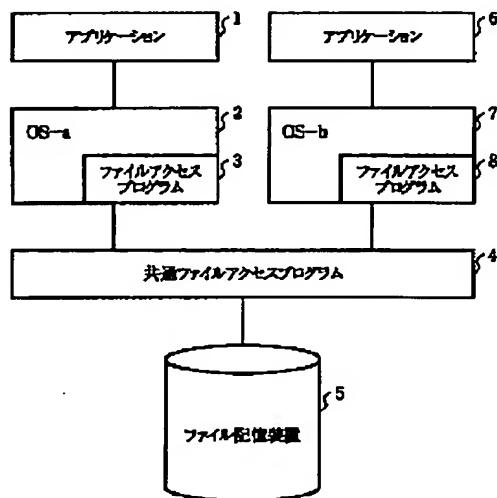 アプリケーション
1
アプリケーション
6
OS-a
2
ファイルアクセス
プログラム
3
OS-b
7
ファイルアクセス
プログラム
8
共通ファイルアクセスプログラム
4
ファイル記憶装置
5